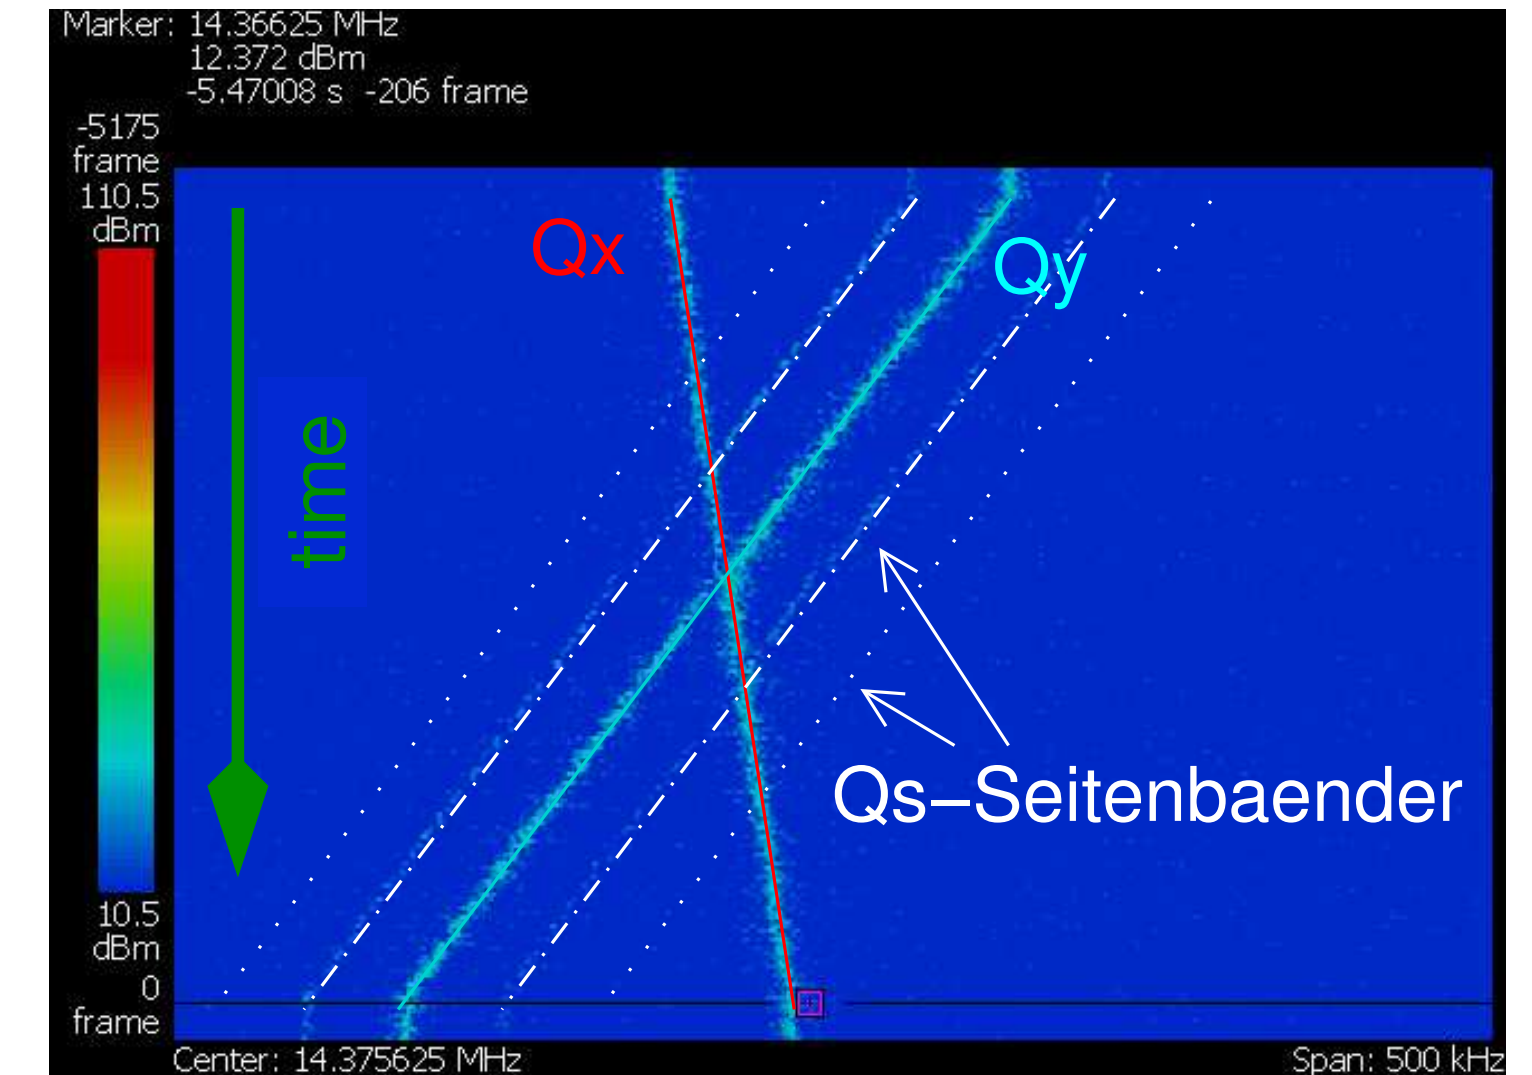 Marker: 14.36625 MHz
12.372 dBm
-5.47008 s -206 frame
-5175
frame
110.5
dBm
Qx
Qy
time
Qs–Seitenbaender
10.5
dBm
0
frame
Center: 14.375625 MHz
Span: 500 kHz